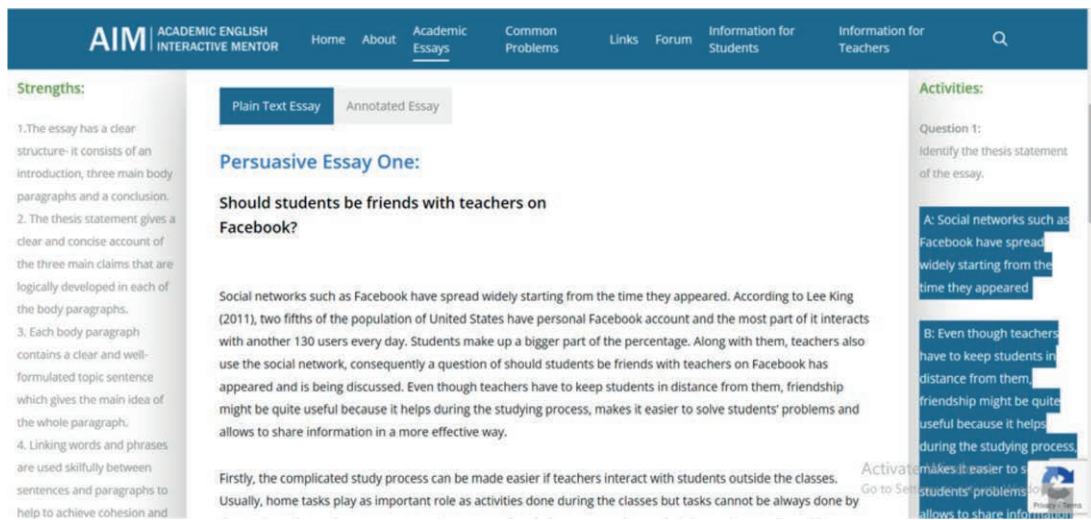 AIM ACADEMIC ENGLISH INTERACTIVE MENTOR
Home About Academic Essays Common Problems Links Forum Information for Students Information for Teachers
Strengths:
1.The essay has a clear
structure- it consists of an
introduction, three main body
paragraphs and a conclusion.
2. The thesis statement gives a
clear and concise account of
the three main claims that are
logically developed in each of
the body paragraphs.
3. Each body paragraph
contains a clear and well-
formulated topic sentence
which gives the main idea of
the whole paragraph.
4. Linking words and phrases
are used skilfully between
sentences and paragraphs to
help to achieve cohesion and
Plain Text Essay Annotated Essay
Persuasive Essay One:
Should students be friends with teachers on
Facebook?
Social networks such as Facebook have spread widely starting from the time they appeared. According to Lee King
(2011), two fifths of the population of United States have personal Facebook account and the most part of it interacts
with another 130 users every day. Students make up a bigger part of the percentage. Along with them, teachers also
use the social network, consequently a question of should students be friends with teachers on Facebook has
appeared and is being discussed. Even though teachers have to keep students in distance from them, friendship
might be quite useful because it helps during the studying process, makes it easier to solve students' problems and
allows to share information in a more effective way.
Firstly, the complicated study process can be made easier if teachers interact with students outside the classes.
Usually, home tasks play as important role as activities done during the classes but tasks cannot be always done by
Activities:
Question 1:
Identify the thesis statement
of the essay.
A: Social networks such as
Facebook have spread
widely starting from the
time they appeared
B: Even though teachers
have to keep students in
distance from them,
friendship might be quite
useful because it helps
during the studying process,
makes it easier to s
students' problems
allows to share information
Privacy - Terms